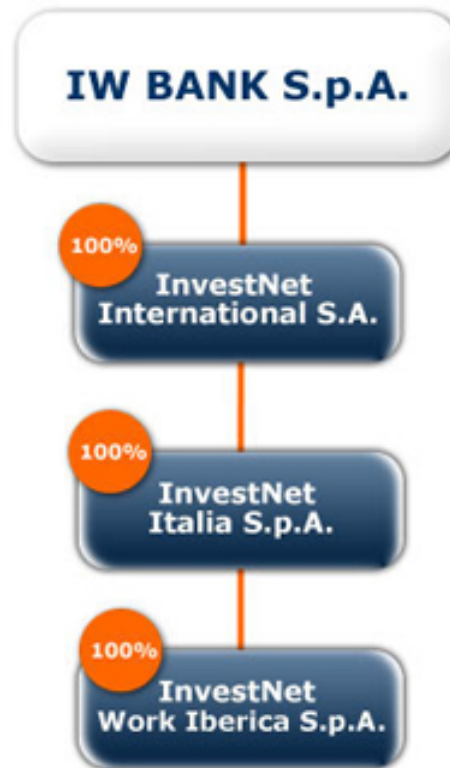 IW BANK S.p.A.
100%
InvestNet
International S.A.
100%
InvestNet
Italia S.p.A.
100%
InvestNet
Work Iberica S.p.A.